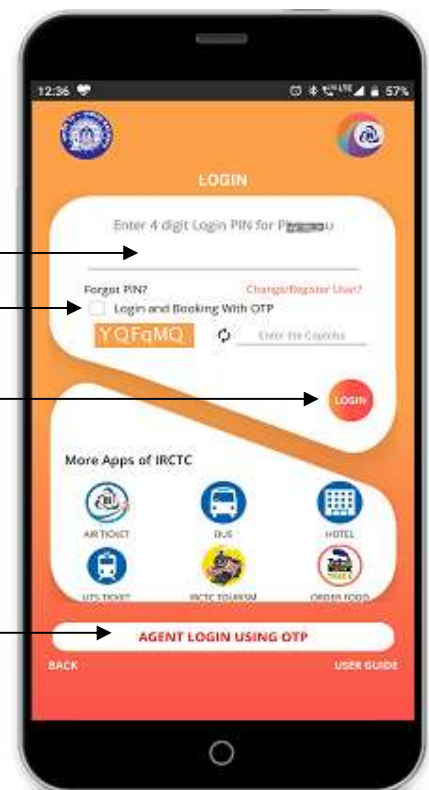 12:36
57%
LOGIN
Enter 4 digit Login PIN for
Forgot PIN?
Change/Register User?
Login and Booking With OTP
YQFqMQ
Enter the Captcha
LOGIN
More Apps of IRCTC
AIR TICKET
BUS
HOTEL
UTS TICKET
IRCTC TOURISM
ORDER FOOD
AGENT LOGIN USING OTP
BACK
USER GUIDE